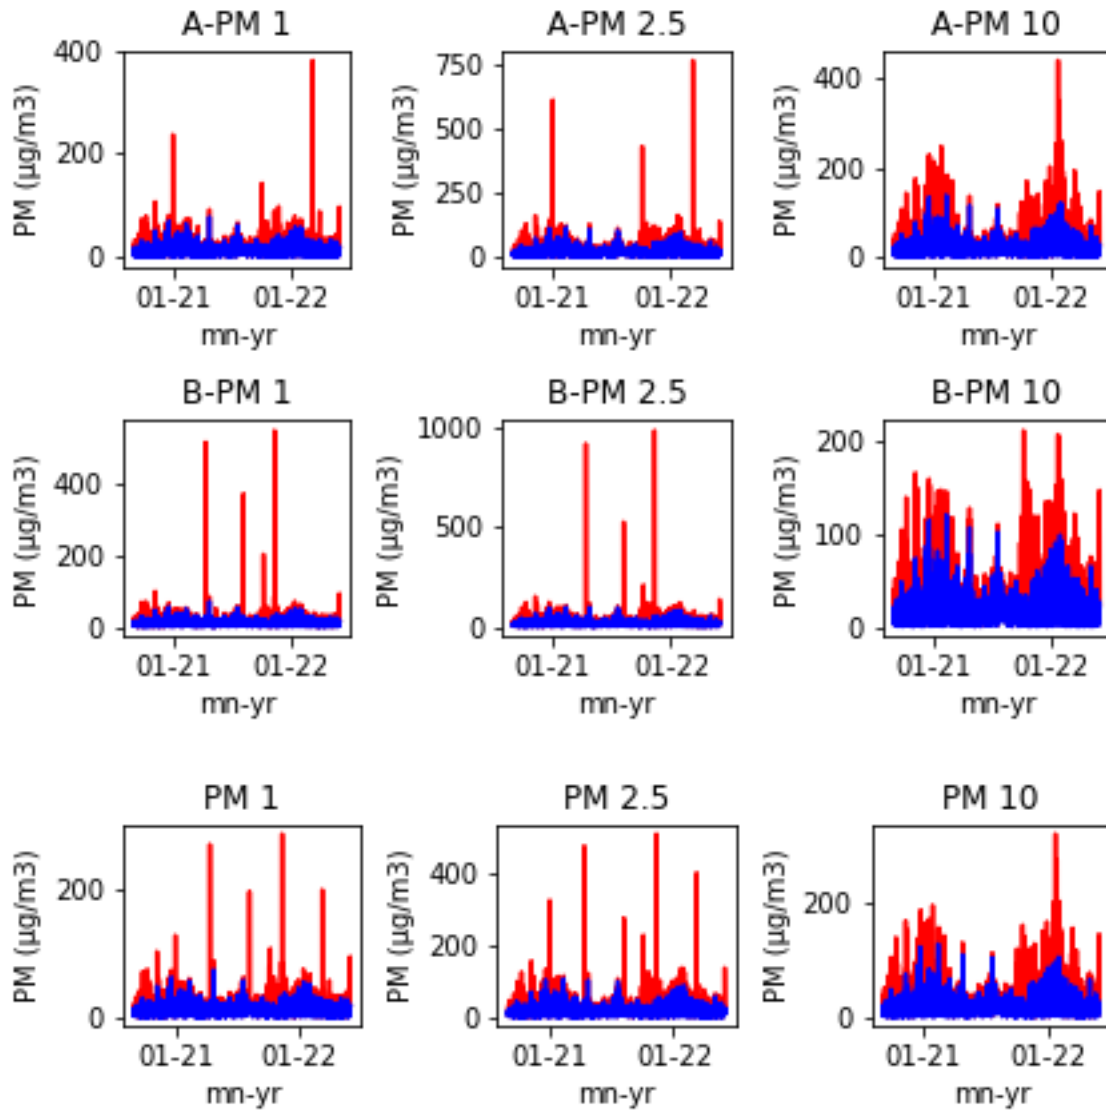 A-PM 1 A-PM 2.5 A-PM 10
PM (µg/m3) 400 200 0 PM (µg/m3) 750 500 250 0 PM (µg/m3) 400 200 0
01-21 01-22 01-21 01-22 01-21 01-22
mn-yr mn-yr mn-yr
B-PM 1 B-PM 2.5 B-PM 10
PM (µg/m3) 400 200 0 PM (µg/m3) 1000 500 0 PM (µg/m3) 200 100 0
01-21 01-22 01-21 01-22 01-21 01-22
mn-yr mn-yr mn-yr
PM 1 PM 2.5 PM 10
PM (µg/m3) 200 0 PM (µg/m3) 400 200 0 PM (µg/m3) 200 0
01-21 01-22 01-21 01-22 01-21 01-22
mn-yr mn-yr mn-yr